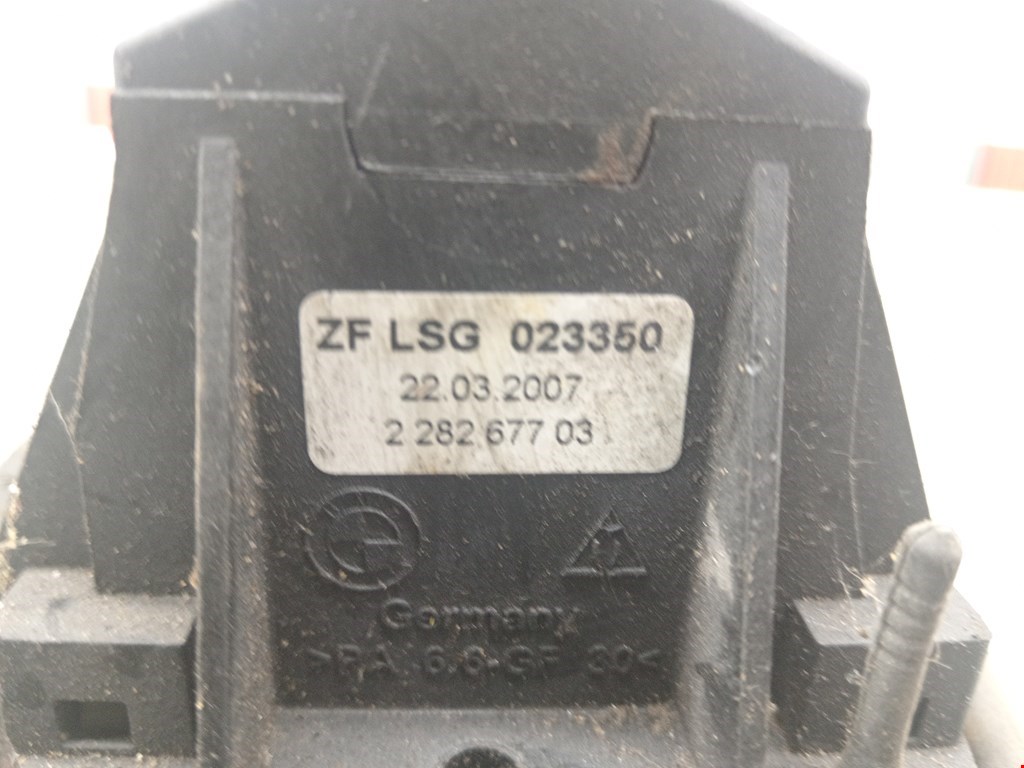 ZF LSG 023350
22.03.2007
2 282 677 03
Germany
>PA 6.6-GF 30<